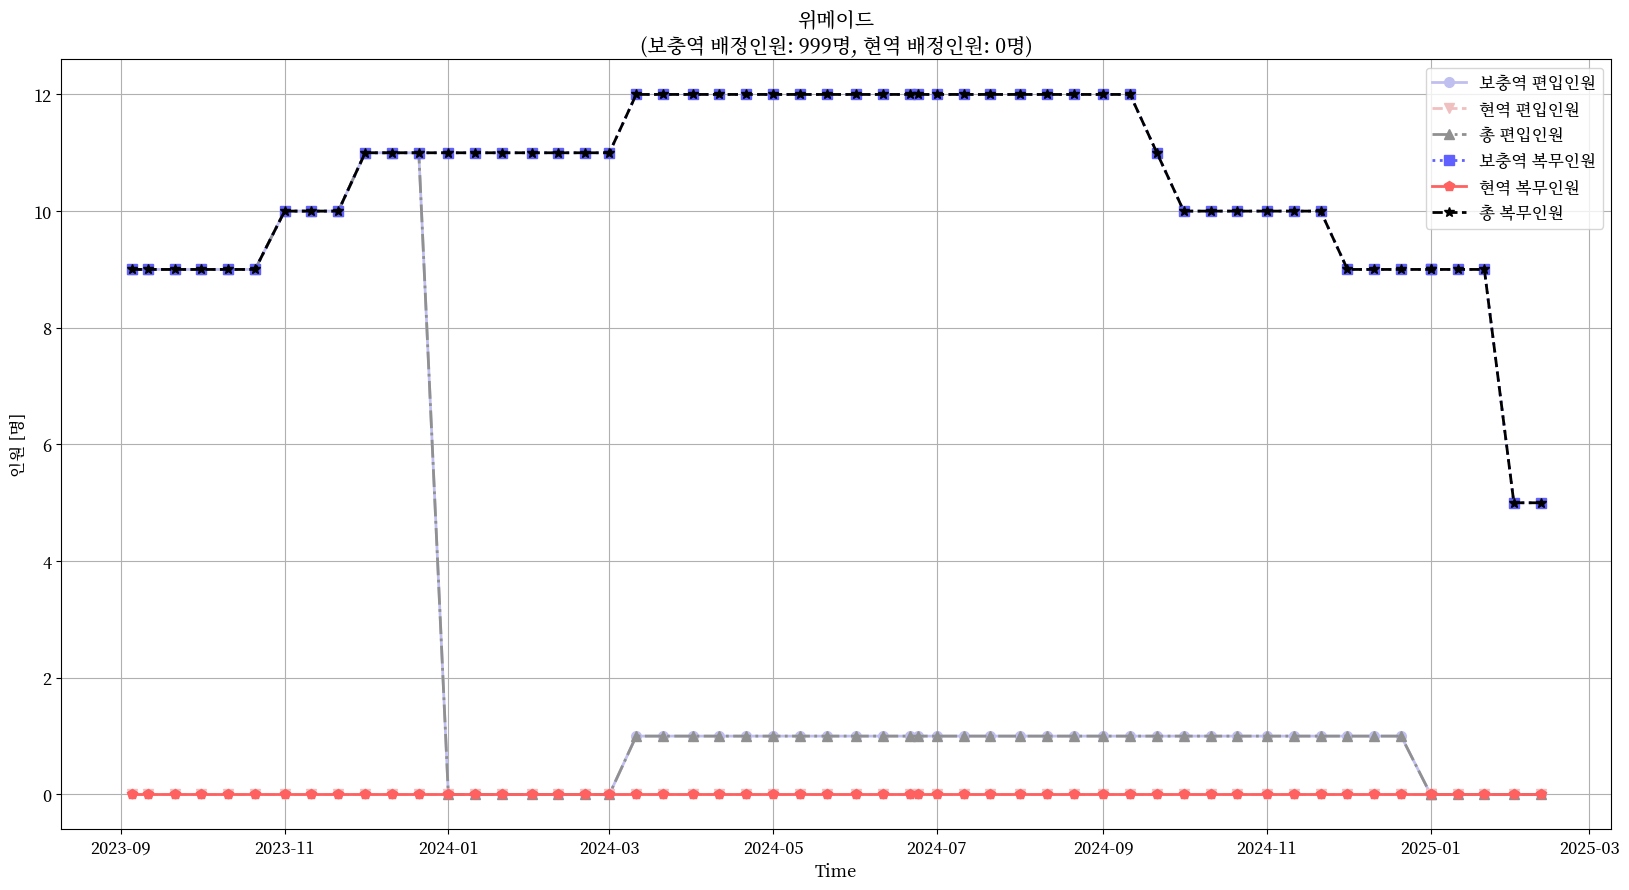 위메이드
(보충역 배정인원: 999명, 현역 배정인원: 0명)
보충역 편입인원
현역 편입인원
총 편입인원
보충역 복무인원
현역 복무인원
총 복무인원
인원 [명]
12
10
8
6
4
2
0
2023-09 2023-11 2024-01 2024-03 2024-05 2024-07 2024-09 2024-11 2025-01 2025-03
Time